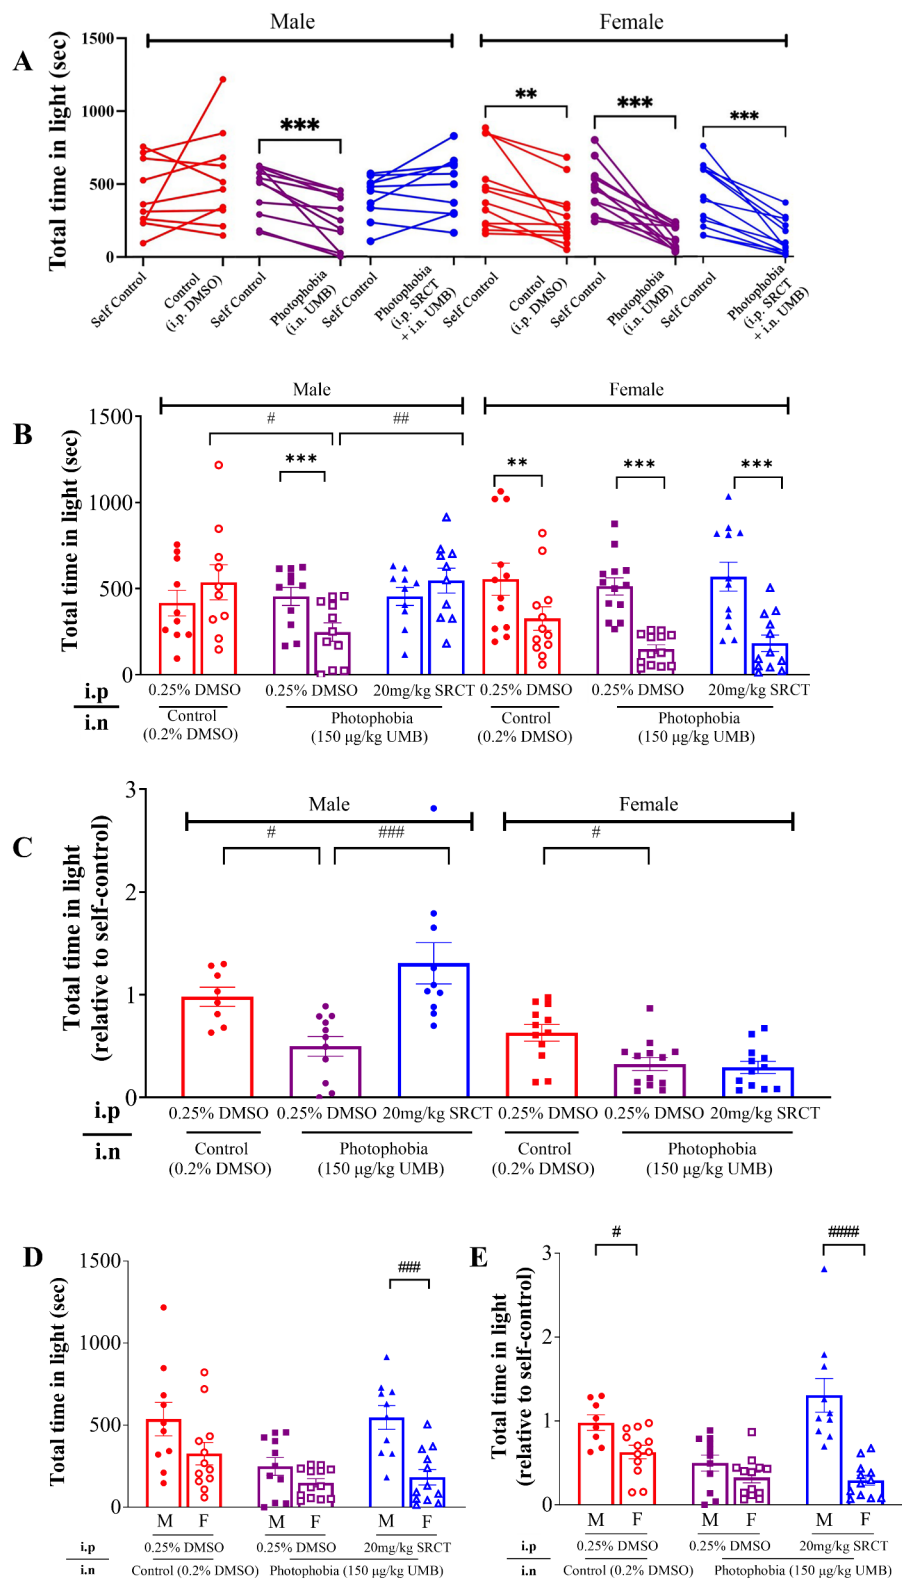 Male Female
A
Total time in light (sec)
1500
1000
500
0
*** ** *** ***
Self Control
Control
(i.p. DMSO)
Self Control
Photophobia
(i.n. UMB)
Self Control
Photophobia
(i.p. SRCT
+ i.n. UMB)
Self Control
Control
(i.p. DMSO)
Self Control
Photophobia
(i.n. UMB)
Self Control
Photophobia
(i.p. SRCT
+ i.n. UMB)
Male Female
B
Total time in light (sec)
1500
1000
500
0
# ##
*** ** *** ***
i.p 0.25% DMSO 0.25% DMSO 20mg/kg SRCT 0.25% DMSO 0.25% DMSO 20mg/kg SRCT
i.n Control Photophobia Control Photophobia
(0.2% DMSO) (150 µg/kg UMB) (0.2% DMSO) (150 µg/kg UMB)
Male Female
C
Total time in light
(relative to self-control)
3
2
1
0
# ### #
i.p 0.25% DMSO 0.25% DMSO 20mg/kg SRCT 0.25% DMSO 0.25% DMSO 20mg/kg SRCT
i.n Control Photophobia Control Photophobia
(0.2% DMSO) (150 µg/kg UMB) (0.2% DMSO) (150 µg/kg UMB)
D
Total time in light (sec)
1500
1000
500
0
###
M F M F M F
i.p 0.25% DMSO 0.25% DMSO 20mg/kg SRCT
i.n Control (0.2% DMSO) Photophobia (150 µg/kg UMB)
E
Total time in light
(relative to self-control)
3
2
1
0
# ####
M F M F M F
i.p 0.25% DMSO 0.25% DMSO 20mg/kg SRCT
i.n Control (0.2% DMSO) Photophobia (150 µg/kg UMB)